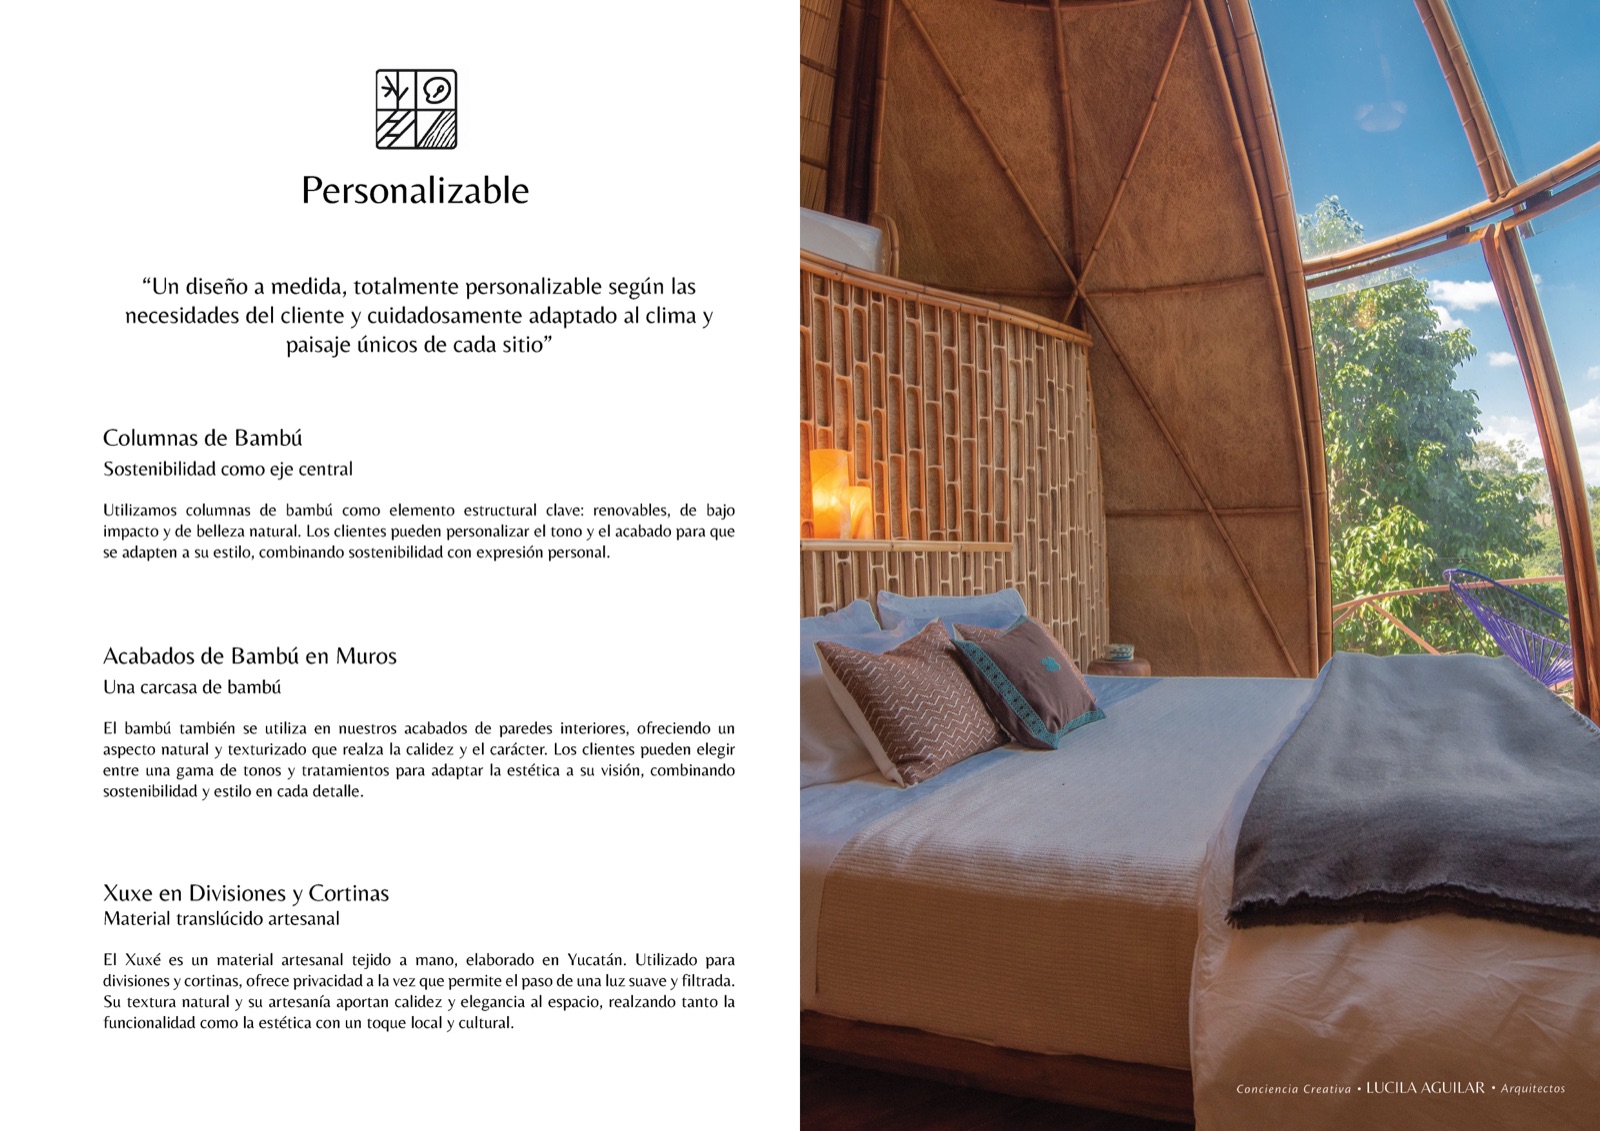 Personalizable
“Un diseño a medida, totalmente personalizable según las
necesidades del cliente y cuidadosamente adaptado al clima y
paisaje únicos de cada sitio”
Columnas de Bambú
Sostenibilidad como eje central
Utilizamos columnas de bambú como elemento estructural clave: renovables, de bajo
impacto y de belleza natural. Los clientes pueden personalizar el tono y el acabado para que
se adapten a su estilo, combinando sostenibilidad con expresión personal.
Acabados de Bambú en Muros
Una carcasa de bambú
El bambú también se utiliza en nuestros acabados de paredes interiores, ofreciendo un
aspecto natural y texturizado que realza la calidez y el carácter. Los clientes pueden elegir
entre una gama de tonos y tratamientos para adaptar la estética a su visión, combinando
sostenibilidad y estilo en cada detalle.
Xuxe en Divisiones y Cortinas
Material translúcido artesanal
El Xuxé es un material artesanal tejido a mano, elaborado en Yucatán. Utilizado para
divisiones y cortinas, ofrece privacidad a la vez que permite el paso de una luz suave y filtrada.
Su textura natural y su artesanía aportan calidez y elegancia al espacio, realzando tanto la
funcionalidad como la estética con un toque local y cultural.
Conciencia Creativa • LUCILA AGUILAR • Arquitectos